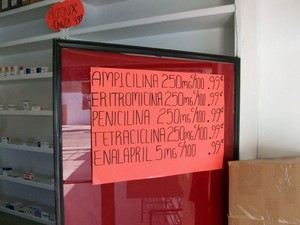 AMPICILINA 250mg c/100 .99¢
ERITROMICINA 250mg c/100 .99¢
PENICILINA 250mg c/100 .99¢
TETRACICLINA 250mg c/100 .99¢
ENALAPRIL 5mg c/100 .99¢